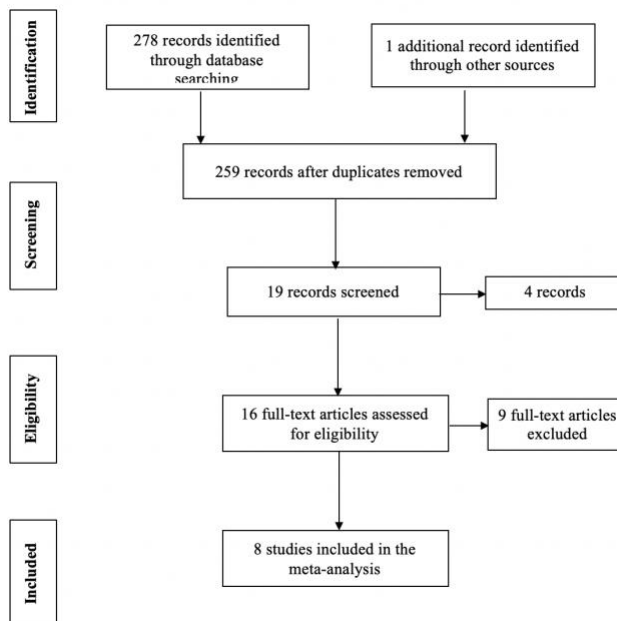 Identification
278 records identified
through database
searching
1 additional record identified
through other sources
259 records after duplicates removed
Screening
19 records screened
4 records
Eligibility
16 full-text articles assessed
for eligibility
9 full-text articles
excluded
Included
8 studies included in the
meta-analysis